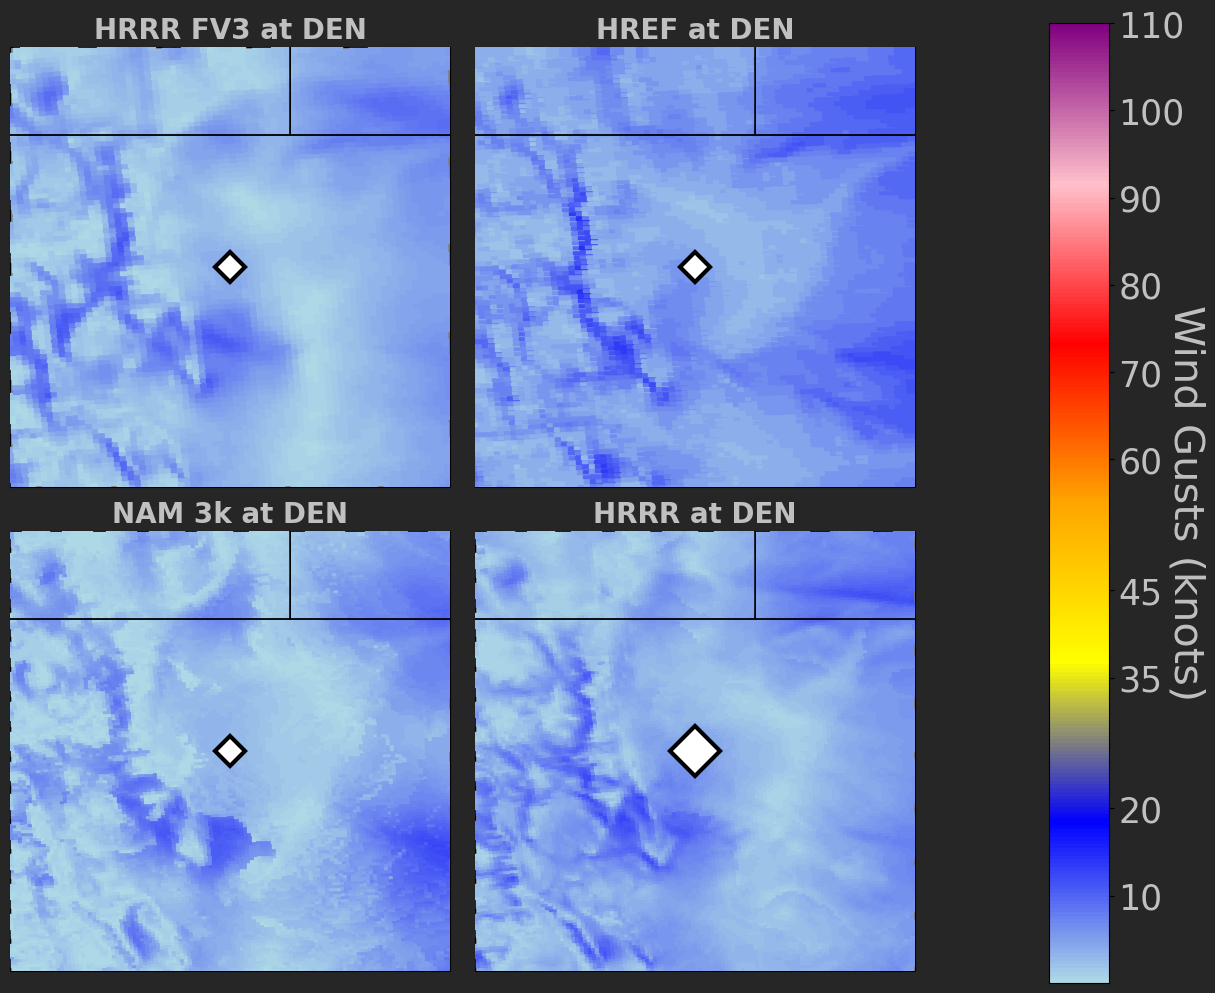 HRRR FV3 at DEN
HREF at DEN
NAM 3k at DEN
HRRR at DEN
110
100
90
80
70
60
45
35
20
10
Wind Gusts (knots)